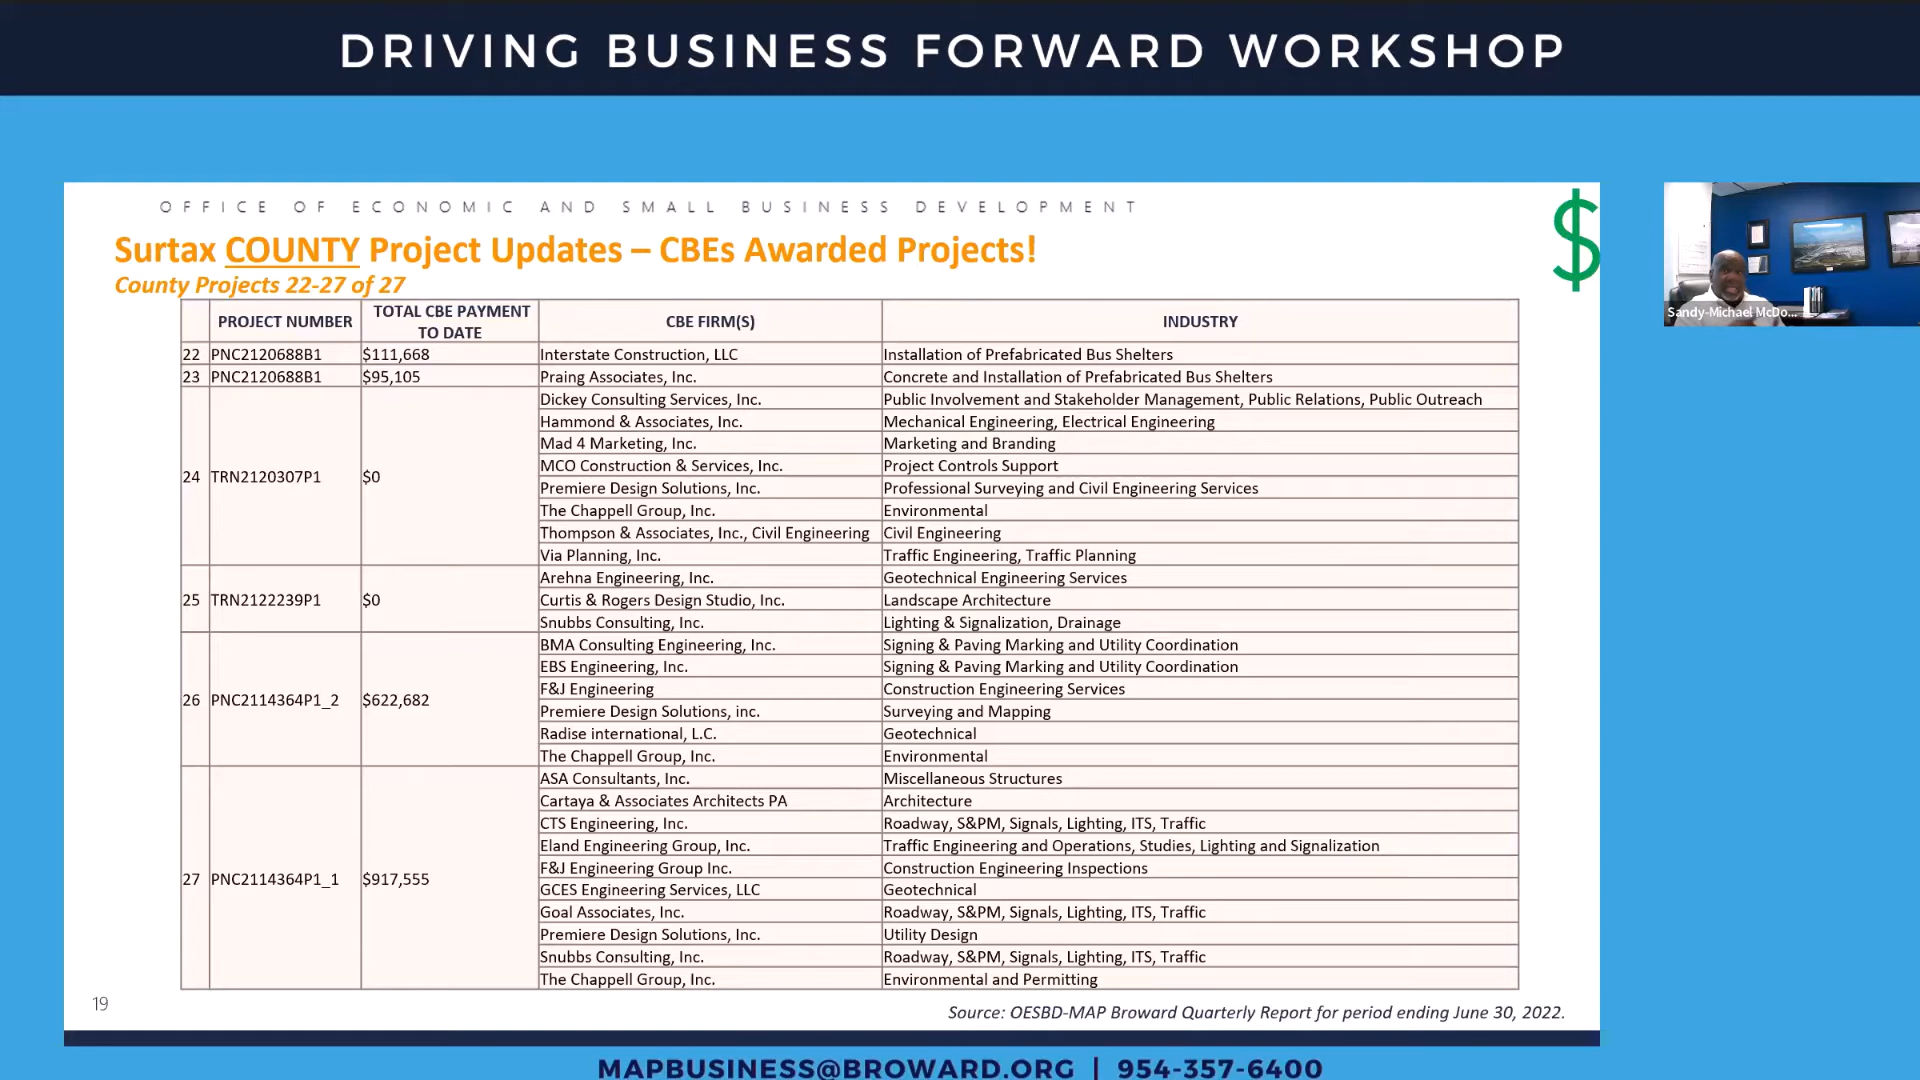 DRIVING BUSINESS FORWARD WORKSHOP
OFFICE OF ECONOMIC AND SMALL BUSINESS DEVELOPMENT
$
Surtax COUNTY Project Updates – CBEs Awarded Projects!
County Projects 22-27 of 27
PROJECT NUMBER TOTAL CBE PAYMENT TO DATE CBE FIRM(S) INDUSTRY
22 PNC2120688B1 $111,668 Interstate Construction, LLC Installation of Prefabricated Bus Shelters
23 PNC2120688B1 $95,105 Praing Associates, Inc. Concrete and Installation of Prefabricated Bus Shelters
24 TRN2120307P1 $0
Dickey Consulting Services, Inc. Public Involvement and Stakeholder Management, Public Relations, Public Outreach
Hammond & Associates, Inc. Mechanical Engineering, Electrical Engineering
Mad 4 Marketing, Inc. Marketing and Branding
MCO Construction & Services, Inc. Project Controls Support
Premiere Design Solutions, Inc. Professional Surveying and Civil Engineering Services
The Chappell Group, Inc. Environmental
Thompson & Associates, Inc., Civil Engineering Civil Engineering
Via Planning, Inc. Traffic Engineering, Traffic Planning
25 TRN2122239P1 $0
Arehna Engineering, Inc. Geotechnical Engineering Services
Curtis & Rogers Design Studio, Inc. Landscape Architecture
Snubbs Consulting, Inc. Lighting & Signalization, Drainage
26 PNC2114364P1_2 $622,682
BMA Consulting Engineering, Inc. Signing & Paving Marking and Utility Coordination
EBS Engineering, Inc. Signing & Paving Marking and Utility Coordination
F&J Engineering Construction Engineering Services
Premiere Design Solutions, inc. Surveying and Mapping
Radise international, L.C. Geotechnical
The Chappell Group, Inc. Environmental
27 PNC2114364P1_1 $917,555
ASA Consultants, Inc. Miscellaneous Structures
Cartaya & Associates Architects PA Architecture
CTS Engineering, Inc. Roadway, S&PM, Signals, Lighting, ITS, Traffic
Eland Engineering Group, Inc. Traffic Engineering and Operations, Studies, Lighting and Signalization
F&J Engineering Group Inc. Construction Engineering Inspections
GCES Engineering Services, LLC Geotechnical
Goal Associates, Inc. Roadway, S&PM, Signals, Lighting, ITS, Traffic
Premiere Design Solutions, Inc. Utility Design
Snubbs Consulting, Inc. Roadway, S&PM, Signals, Lighting, ITS, Traffic
The Chappell Group, Inc. Environmental and Permitting
19
Source: OESBD-MAP Broward Quarterly Report for period ending June 30, 2022.
Sandy-Michael McDo...
MAPBUSINESS@BROWARD.ORG | 954-357-6400